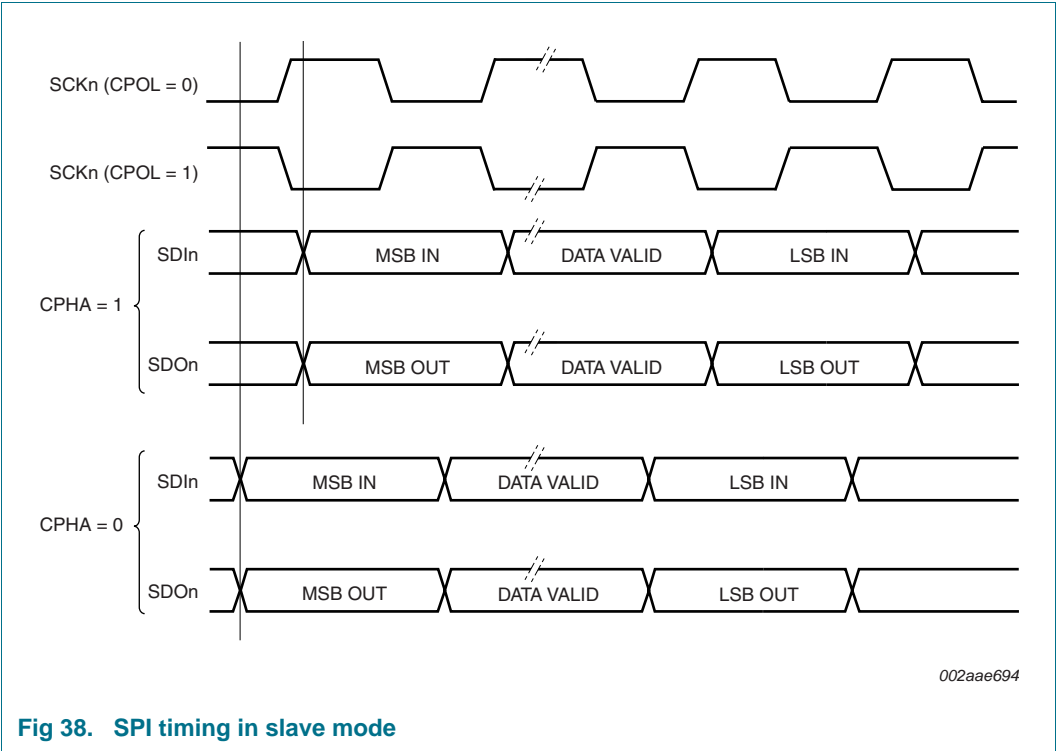 SCKn (CPOL = 0)
SCKn (CPOL = 1)
CPHA = 1
SDIn
MSB IN
DATA VALID
LSB IN
SDOn
MSB OUT
DATA VALID
LSB OUT
CPHA = 0
SDIn
MSB IN
DATA VALID
LSB IN
SDOn
MSB OUT
DATA VALID
LSB OUT
002aae694
Fig 38. SPI timing in slave mode